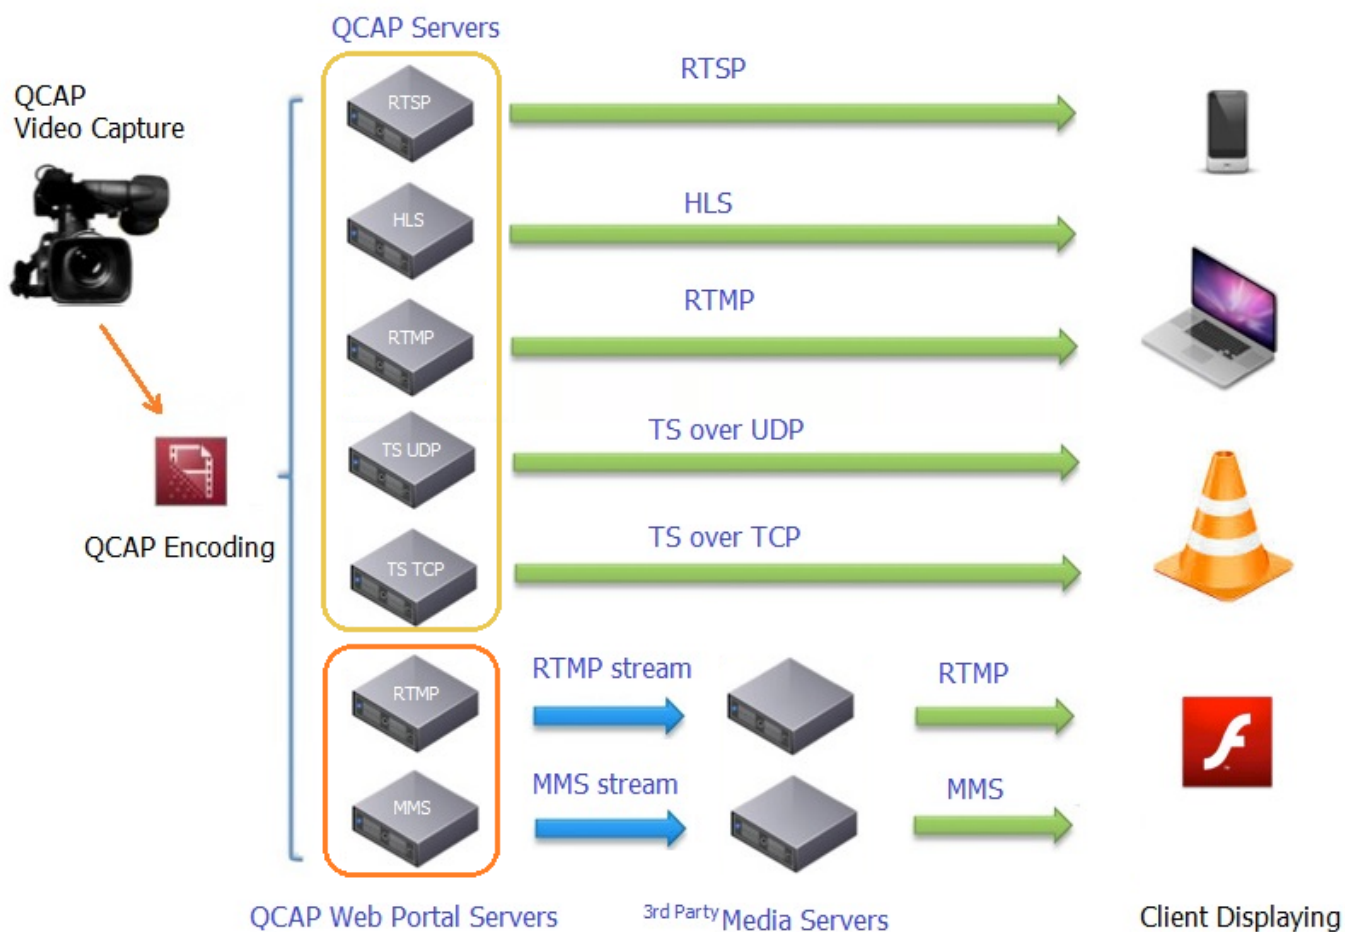 QCAP Servers
QCAP
Video Capture
RTSP
RTSP
HLS
HLS
RTMP
RTMP
TS UDP
TS over UDP
QCAP Encoding
TS TCP
TS over TCP
RTMP
RTMP stream
RTMP
MMS
MMS stream
MMS
QCAP Web Portal Servers
3rd Party Media Servers
Client Displaying